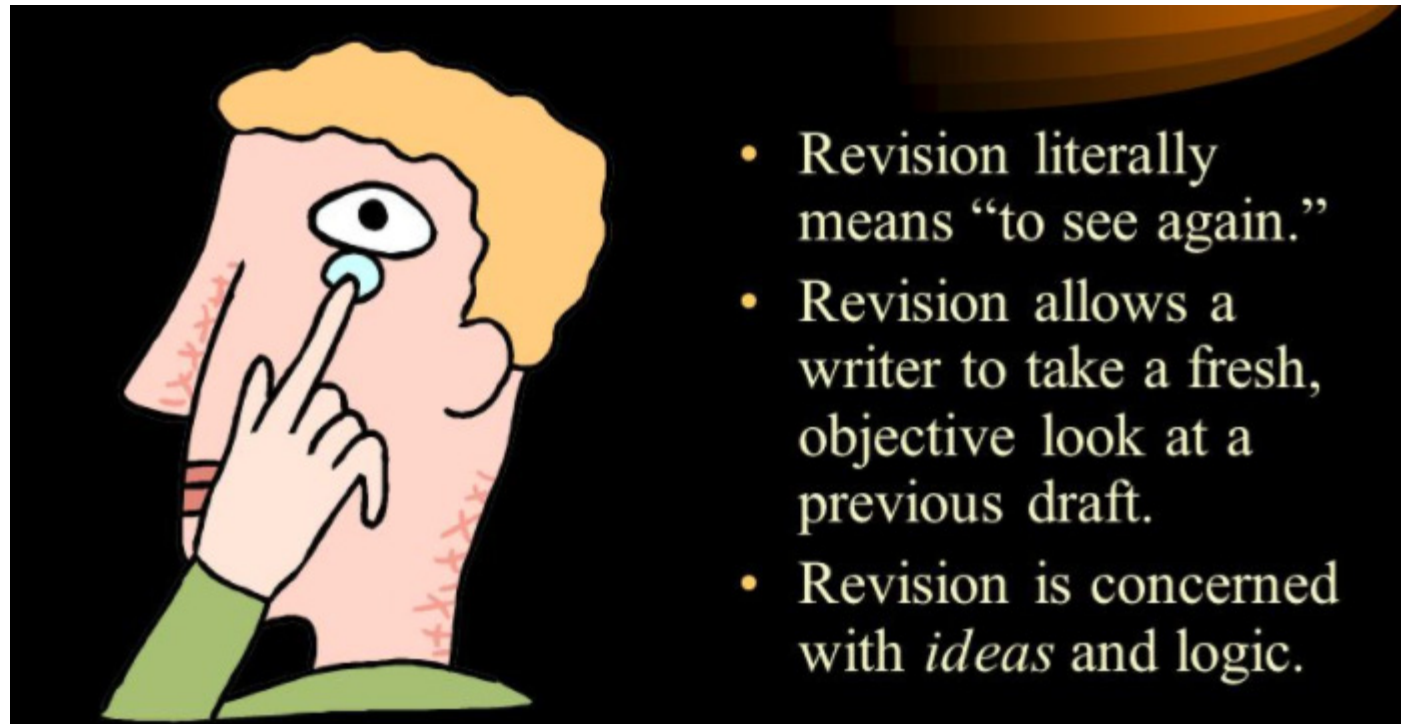 • Revision literally
means “to see again.”
• Revision allows a
writer to take a fresh,
objective look at a
previous draft.
• Revision is concerned
with ideas and logic.